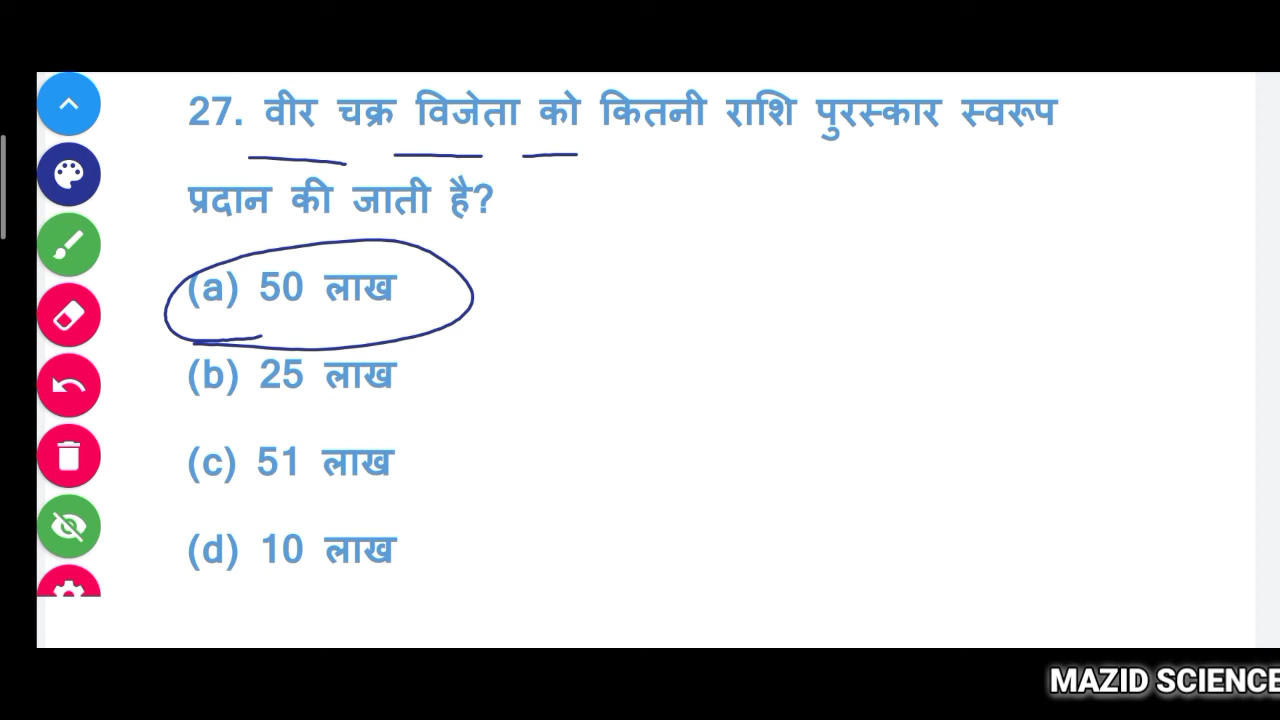 27. वीर चक्र विजेता को कितनी राशि पुरस्कार स्वरूप
प्रदान की जाती है?
(a) 50 लाख
(b) 25 लाख
(c) 51 लाख
(d) 10 लाख
MAZID SCIENCE